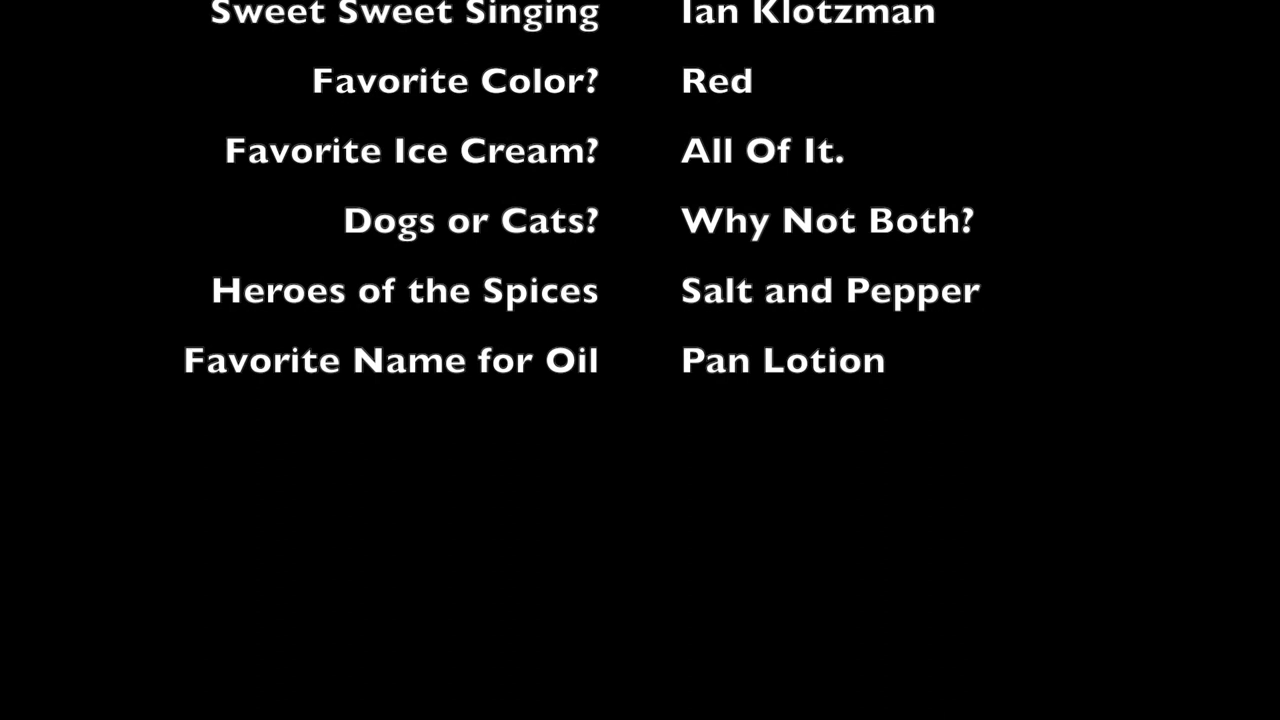 Sweet Sweet Singing Ian Klotzman
Favorite Color? Red
Favorite Ice Cream? All Of It.
Dogs or Cats? Why Not Both?
Heroes of the Spices Salt and Pepper
Favorite Name for Oil Pan Lotion